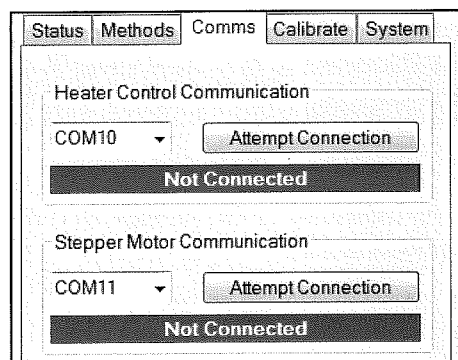 Status Methods Comms Calibrate System
Heater Control Communication
COM10 Attempt Connection
Not Connected
Stepper Motor Communication
COM11 Attempt Connection
Not Connected